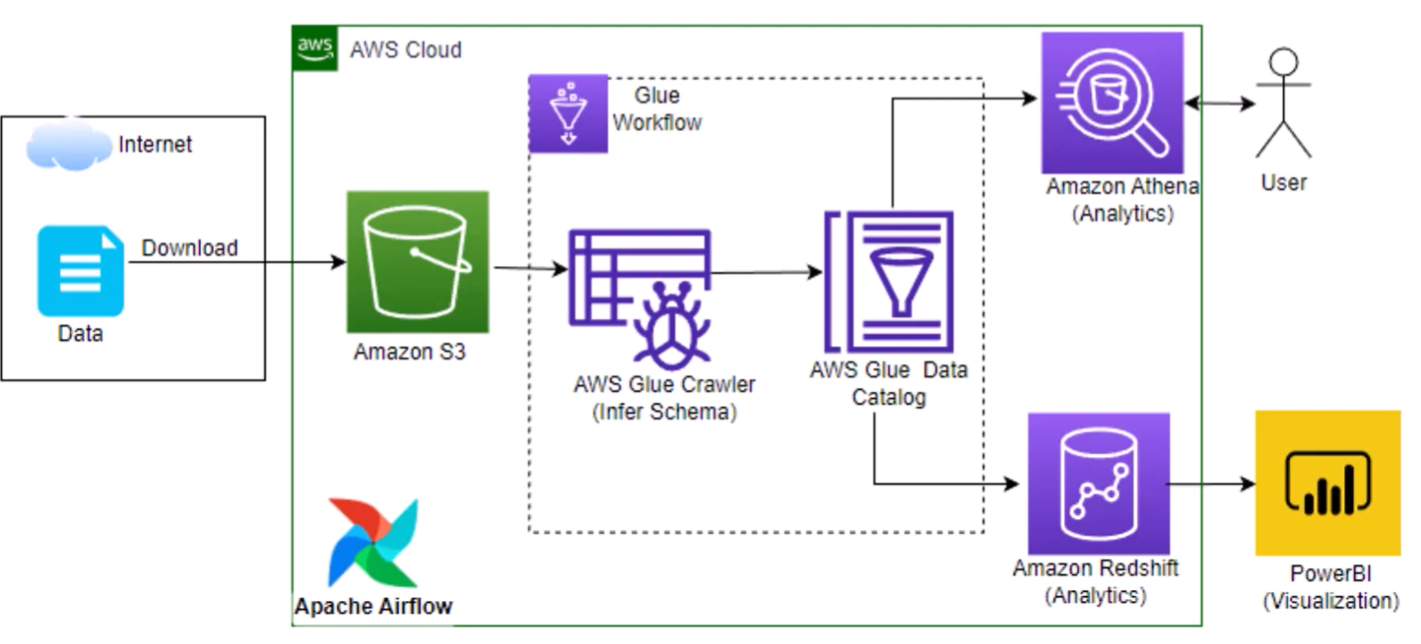 aws
AWS Cloud
Glue
Workflow
Internet
Download
Data
Amazon S3
AWS Glue Crawler
(Infer Schema)
AWS Glue Data
Catalog
Amazon Athena
(Analytics)
User
Amazon Redshift
(Analytics)
PowerBI
(Visualization)
Apache Airflow